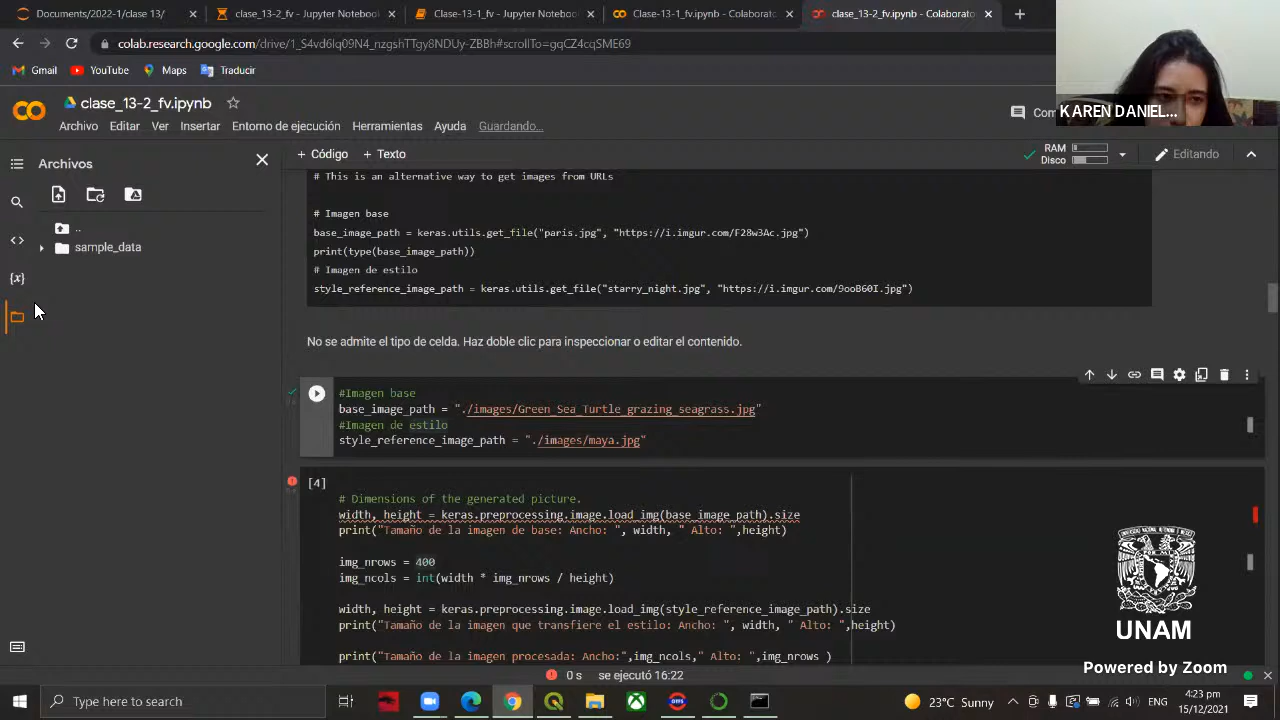 Documents/2022-1/clase 13/
clase_13-2_fv - Jupyter Noteboo
Clase-13-1_fv - Jupyter Notebook
Clase-13-1_fv.ipynb - Colaborato
clase_13-2_fv.ipynb - Colaborato
colab.research.google.com/drive/1_S4vd6lq09N4_nzgshTTgy8NDUy-ZBBh#scrollTo=gqCZ4cqSME69
Gmail YouTube Maps Traducir
KAREN DANIEL...
clase_13-2_fv.ipynb
Com
Archivo Editar Ver Insertar Entorno de ejecución Herramientas Ayuda Guardando...
Archivos
+ Código + Texto
RAM
Disco
Editando
..
sample_data
# This is an alternative way to get images from URLs
# Imagen base
base_image_path = keras.utils.get_file("paris.jpg", "https://i.imgur.com/F28w3Ac.jpg")
print(type(base_image_path))
# Imagen de estilo
style_reference_image_path = keras.utils.get_file("starry_night.jpg", "https://i.imgur.com/9ooB60I.jpg")
No se admite el tipo de celda. Haz doble clic para inspeccionar o editar el contenido.
#Imagen base
base_image_path = "./images/Green_Sea_Turtle_grazing_seagrass.jpg"
#Imagen de estilo
style_reference_image_path = "./images/maya.jpg"
[4]
# Dimensions of the generated picture.
width, height = keras.preprocessing.image.load_img(base_image_path).size
print("Tamaño de la imagen de base: Ancho: ", width, " Alto: ",height)
img_nrows = 400
img_ncols = int(width * img_nrows / height)
width, height = keras.preprocessing.image.load_img(style_reference_image_path).size
print("Tamaño de la imagen que transfiere el estilo: Ancho: ", width, " Alto: ",height)
print("Tamaño de la imagen procesada: Ancho:",img_ncols," Alto: ",img_nrows )
UNAM
Powered by Zoom
0 s se ejecutó 16:22
Type here to search
23°C Sunny
ENG
4:23 pm
15/12/2021